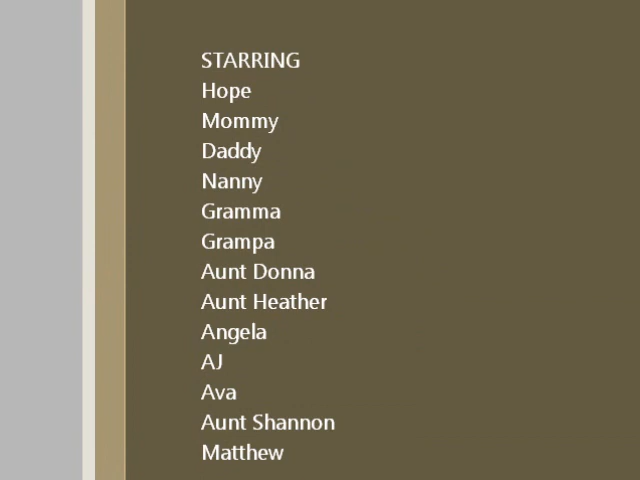 STARRING
Hope
Mommy
Daddy
Nanny
Gramma
Grampa
Aunt Donna
Aunt Heather
Angela
AJ
Ava
Aunt Shannon
Matthew